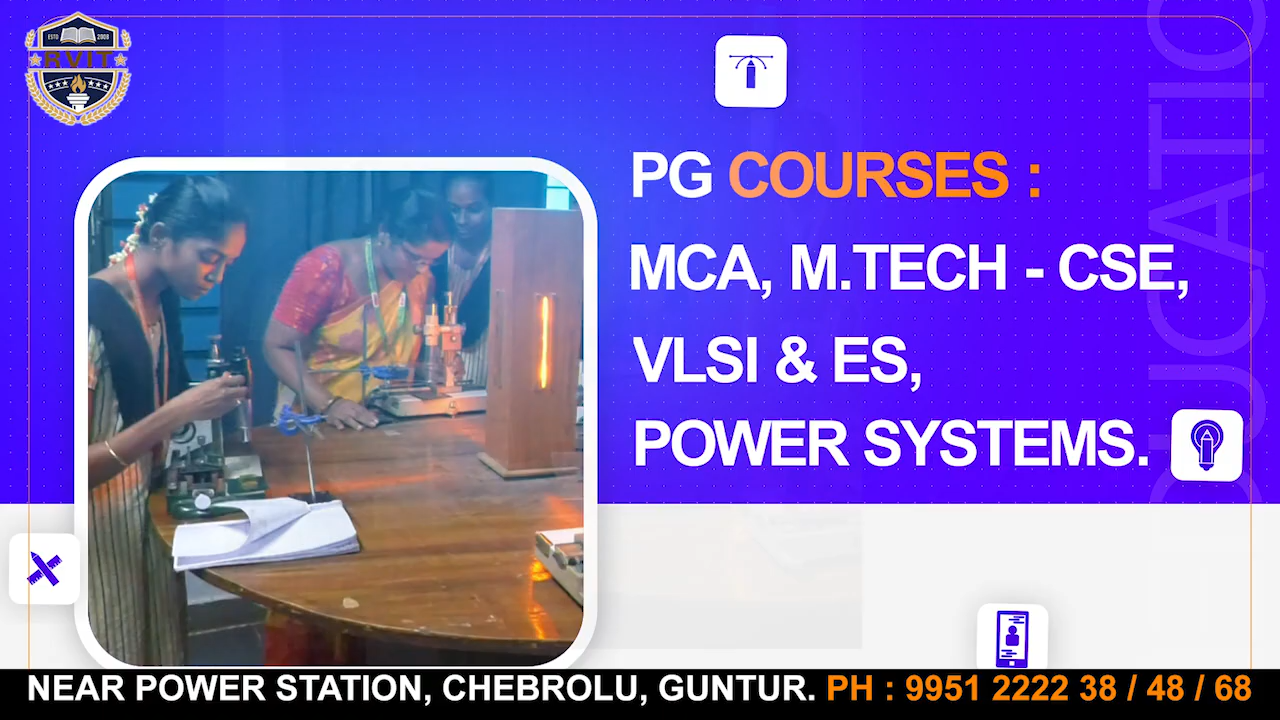 ESTD 2008
RVIT
PG COURSES :
MCA, M.TECH - CSE,
VLSI & ES,
POWER SYSTEMS.
EDUCATIO
NEAR POWER STATION, CHEBROLU, GUNTUR. PH : 9951 2222 38 / 48 / 68